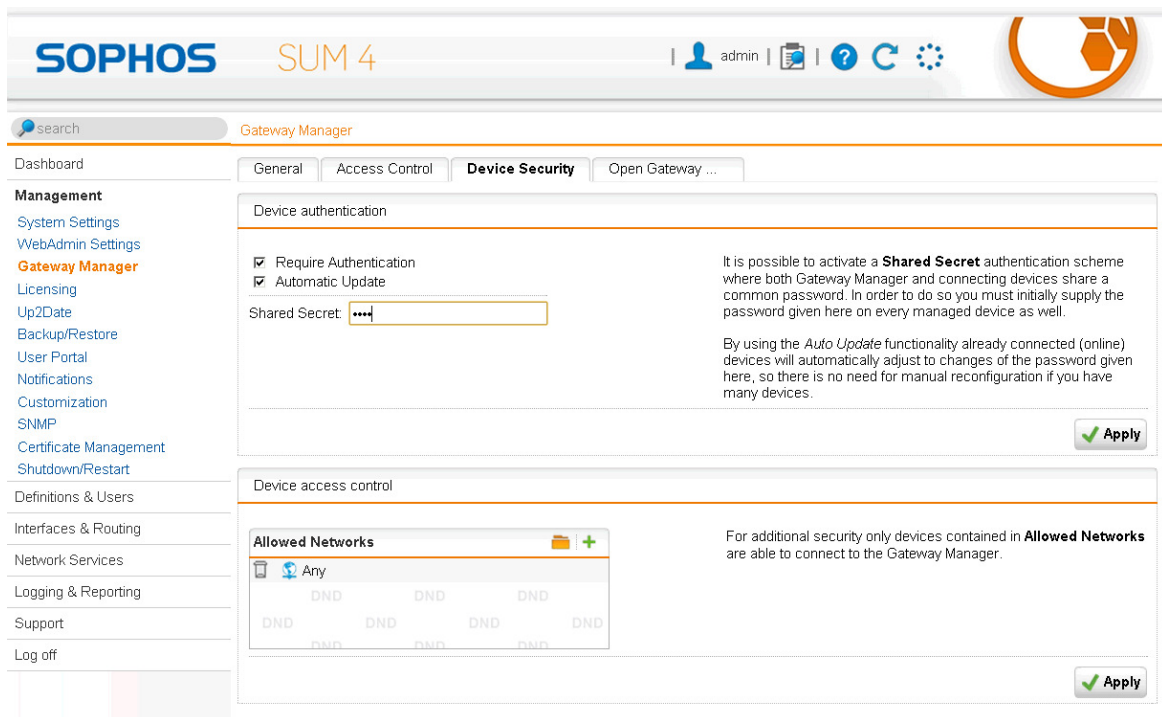 SOPHOS SUM 4 | admin | |
search
Gateway Manager
Dashboard
Management
System Settings
WebAdmin Settings
Gateway Manager
Licensing
Up2Date
Backup/Restore
User Portal
Notifications
Customization
SNMP
Certificate Management
Shutdown/Restart
Definitions & Users
Interfaces & Routing
Network Services
Logging & Reporting
Support
Log off
General Access Control Device Security Open Gateway ...
Device authentication
Require Authentication
Automatic Update
Shared Secret: ••••
It is possible to activate a Shared Secret authentication scheme
where both Gateway Manager and connecting devices share a
common password. In order to do so you must initially supply the
password given here on every managed device as well.
By using the Auto Update functionality already connected (online)
devices will automatically adjust to changes of the password given
here, so there is no need for manual reconfiguration if you have
many devices.
Apply
Device access control
Allowed Networks
Any
DND DND DND
DND DND DND DND
DND DND DND
For additional security only devices contained in Allowed Networks
are able to connect to the Gateway Manager.
Apply